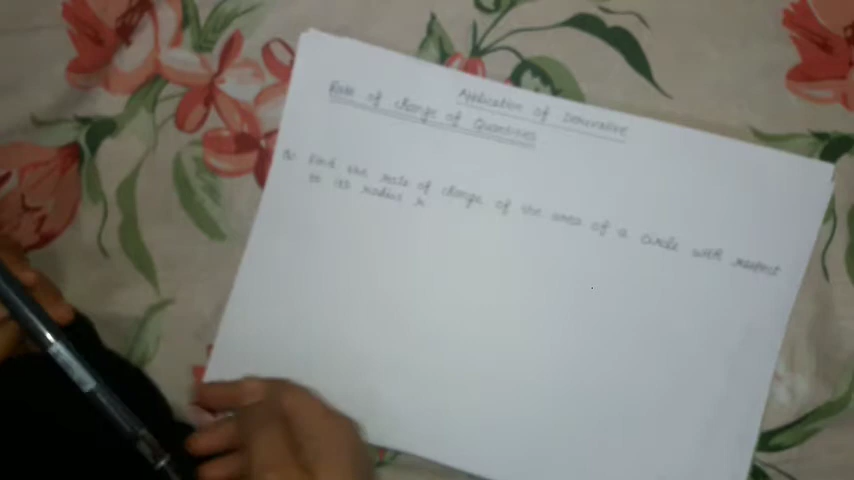 Application of Derivative
Rate of change of Quantities
Q: Find the rate of change of the area of a circle with respect
to its radius r